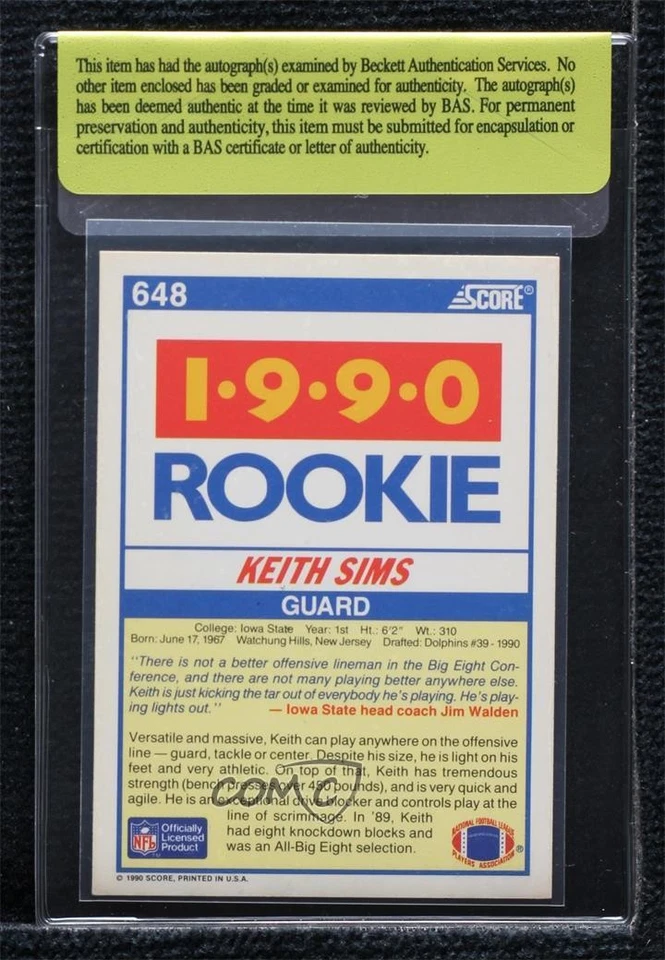 This item has had the autograph(s) examined by Beckett Authentication Services. No
other item enclosed has been graded or examined for authenticity. The autograph(s)
has been deemed authentic at the time it was reviewed by BAS. For permanent
preservation and authenticity, this item must be submitted for encapsulation or
certification with a BAS certificate or letter of authenticity.
648
SCORE®
1•9•9•0
ROOKIE
KEITH SIMS
GUARD
College: Iowa State Year: 1st Ht.: 6'2" Wt.: 310
Born: June 17, 1967 Watchung Hills, New Jersey Drafted: Dolphins #39 - 1990
"There is not a better offensive lineman in the Big Eight Con-
ference, and there are not many playing better anywhere else.
Keith is just kicking the tar out of everybody he's playing. He's play-
ing lights out."
— Iowa State head coach Jim Walden
Versatile and massive, Keith can play anywhere on the offensive
line — guard, tackle or center. Despite his size, he is light on his
feet and very athletic. On top of that, Keith has tremendous
strength (bench presses over 450 pounds), and is very quick and
agile. He is an exceptional drive blocker and controls play at the
line of scrimmage. In '89, Keith
had eight knockdown blocks and
was an All-Big Eight selection.
COMC
NFL
TM
Officially
Licensed
Product
NATIONAL FOOTBALL LEAGUE
PLAYERS ASSOCIATION
®
© 1990 SCORE, PRINTED IN U.S.A.